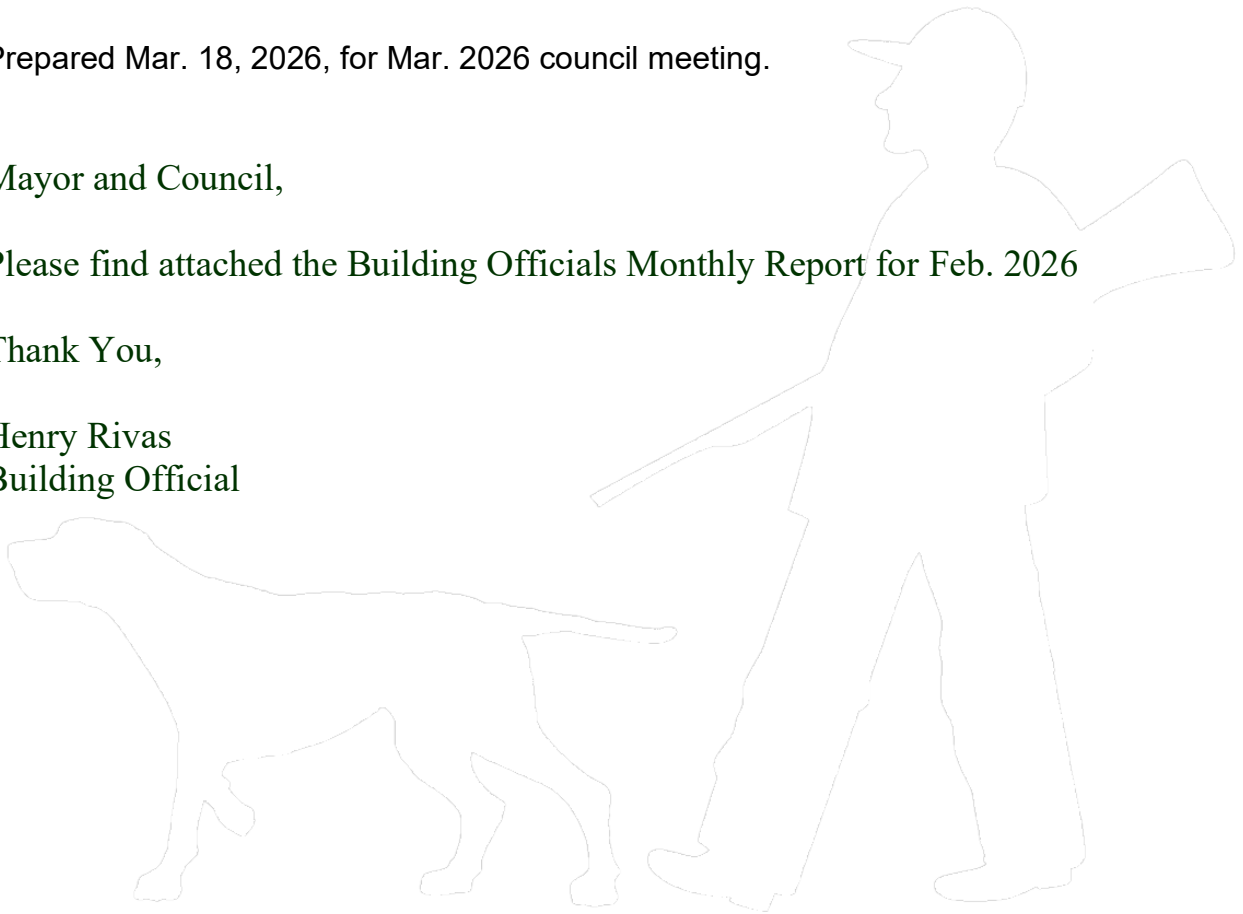 Prepared Mar. 18, 2026, for Mar. 2026 council meeting.
Mayor and Council,
Please find attached the Building Officials Monthly Report for Feb. 2026
Thank You,
Henry Rivas
Building Official